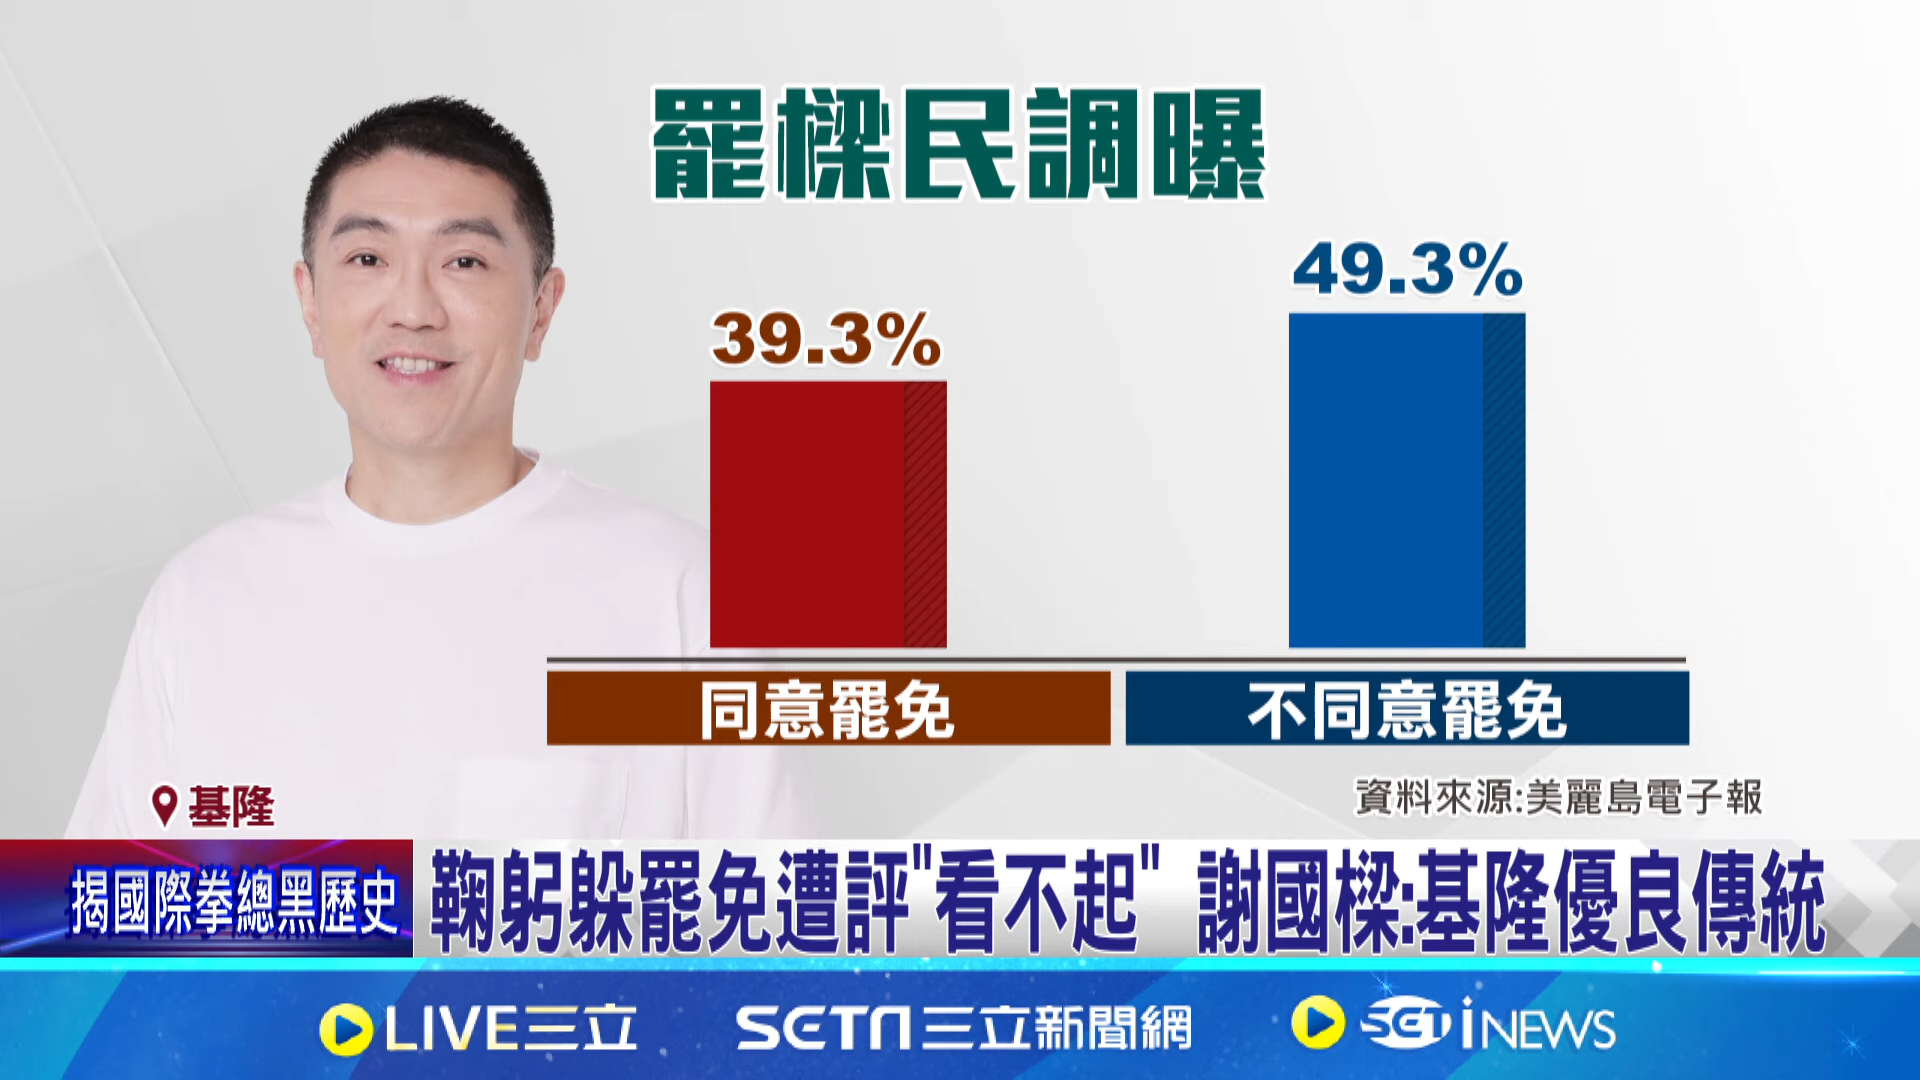 罷樑民調曝
39.3%
49.3%
同意罷免
不同意罷免
資料來源:美麗島電子報
基隆
揭國際拳總黑歷史
鞠躬躲罷免遭評"看不起" 謝國樑:基隆優良傳統
LIVE三立
SETN三立新聞網
SET iNEWS